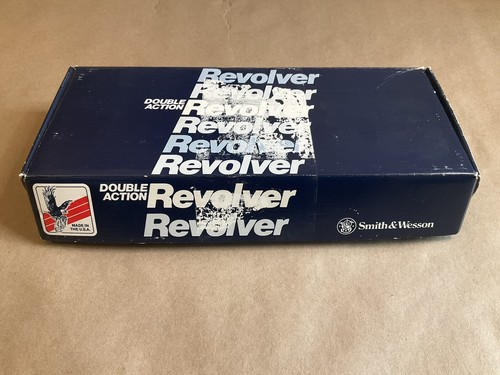 Revolver
Revolver
DOUBLE
ACTION
Revolver
Revolver
Revolver
Revolver
DOUBLE
ACTION
Revolver
Revolver
MADE IN
THE U.S.A.
Smith & Wesson